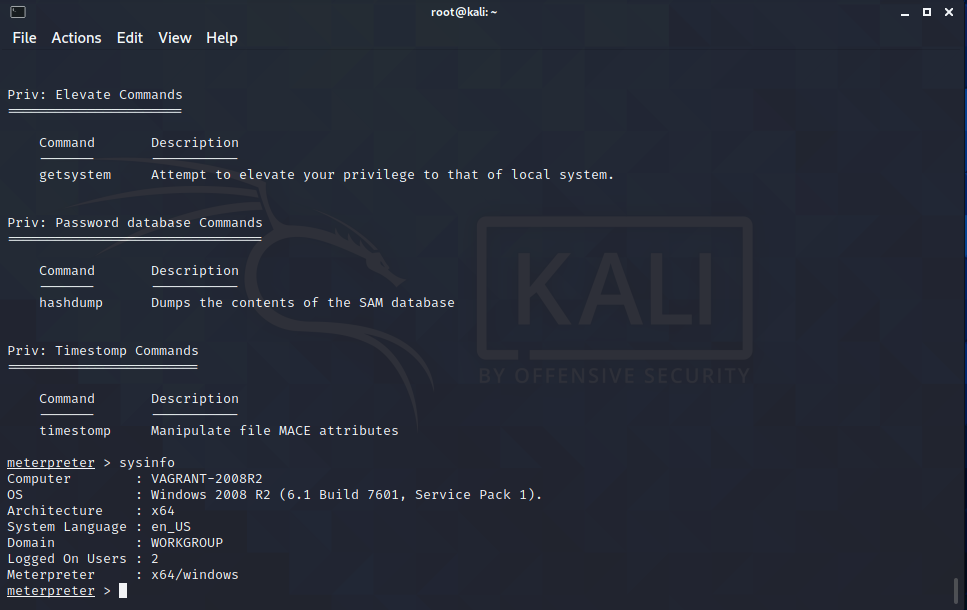 root@kali: ~
File Actions Edit View Help
Priv: Elevate Commands
======================
Command Description
------- -----------
getsystem Attempt to elevate your privilege to that of local system.
Priv: Password database Commands
================================
Command Description
------- -----------
hashdump Dumps the contents of the SAM database
Priv: Timestomp Commands
========================
Command Description
------- -----------
timestomp Manipulate file MACE attributes
meterpreter > sysinfo
Computer : VAGRANT-2008R2
OS : Windows 2008 R2 (6.1 Build 7601, Service Pack 1).
Architecture : x64
System Language : en_US
Domain : WORKGROUP
Logged On Users : 2
Meterpreter : x64/windows
meterpreter >
KALI
BY OFFENSIVE SECURITY